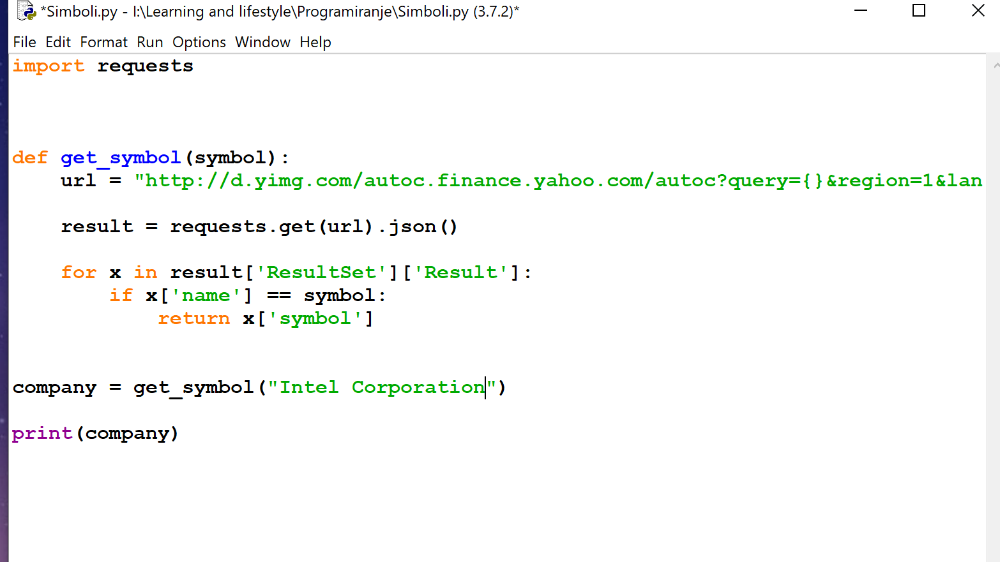 *Simboli.py - I:\Learning and lifestyle\Programiranje\Simboli.py (3.7.2)*
File Edit Format Run Options Window Help
import requests
def get_symbol(symbol):
    url = "http://d.yimg.com/autoc.finance.yahoo.com/autoc?query={}&region=1&lan
    result = requests.get(url).json()
    for x in result['ResultSet']['Result']:
        if x['name'] == symbol:
            return x['symbol']
company = get_symbol("Intel Corporation")
print(company)